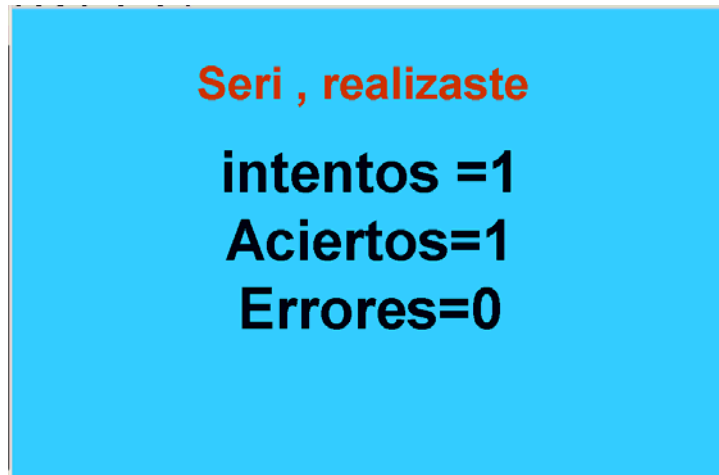 Seri , realizaste
intentos =1
Aciertos=1
Errores=0